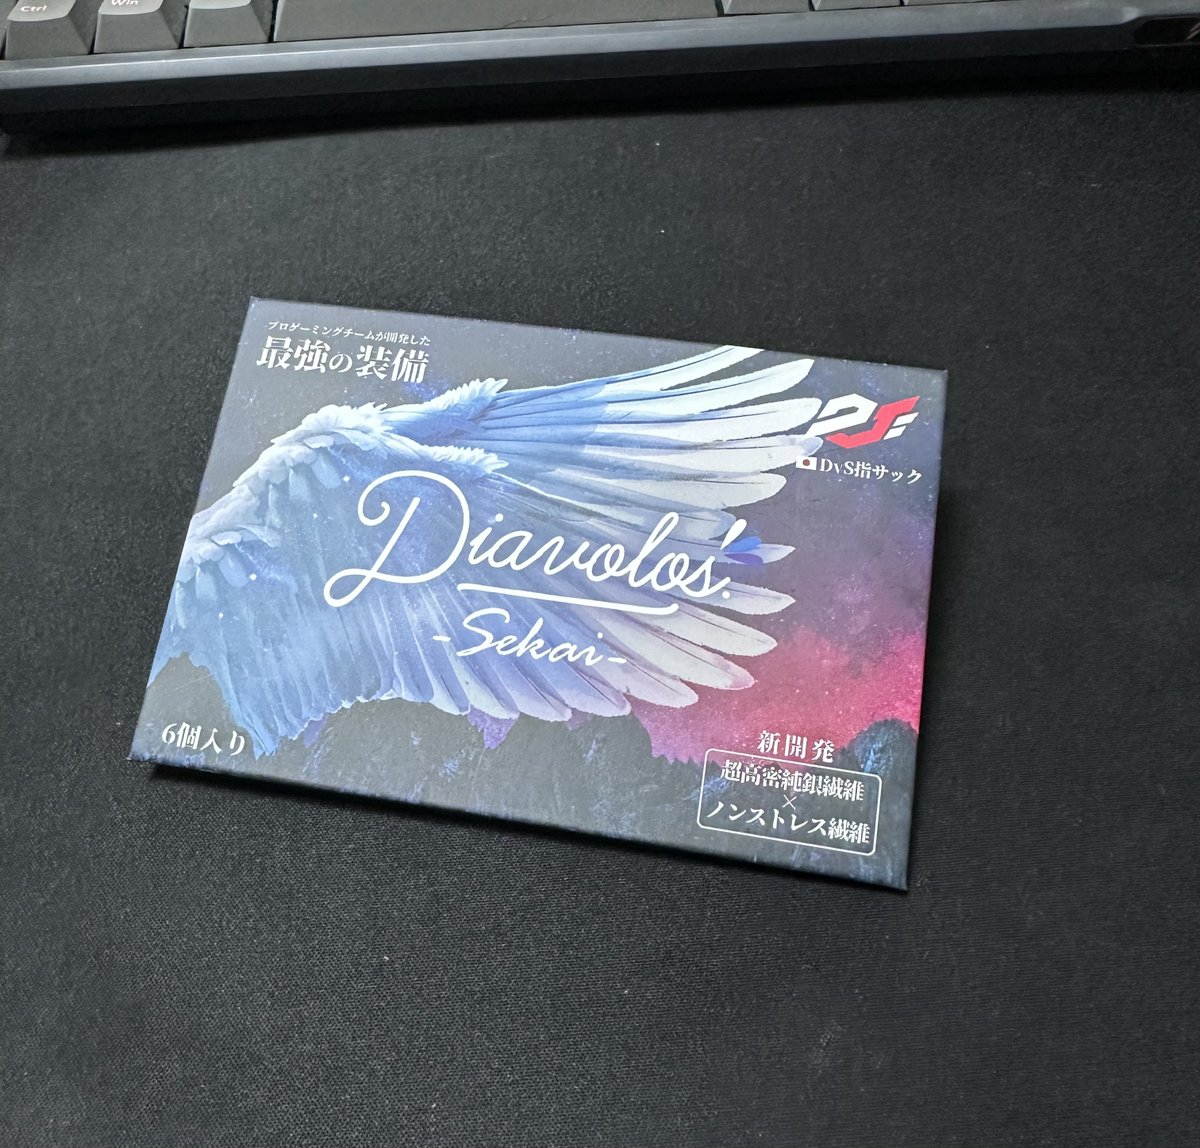 Ctrl
Win
プロゲーミングチームが開発した
最強の装備
DvS指サック
Diavolos'.
-Sekai-
6個入り
新開発
超高密純銀繊維
×
ノンストレス繊維